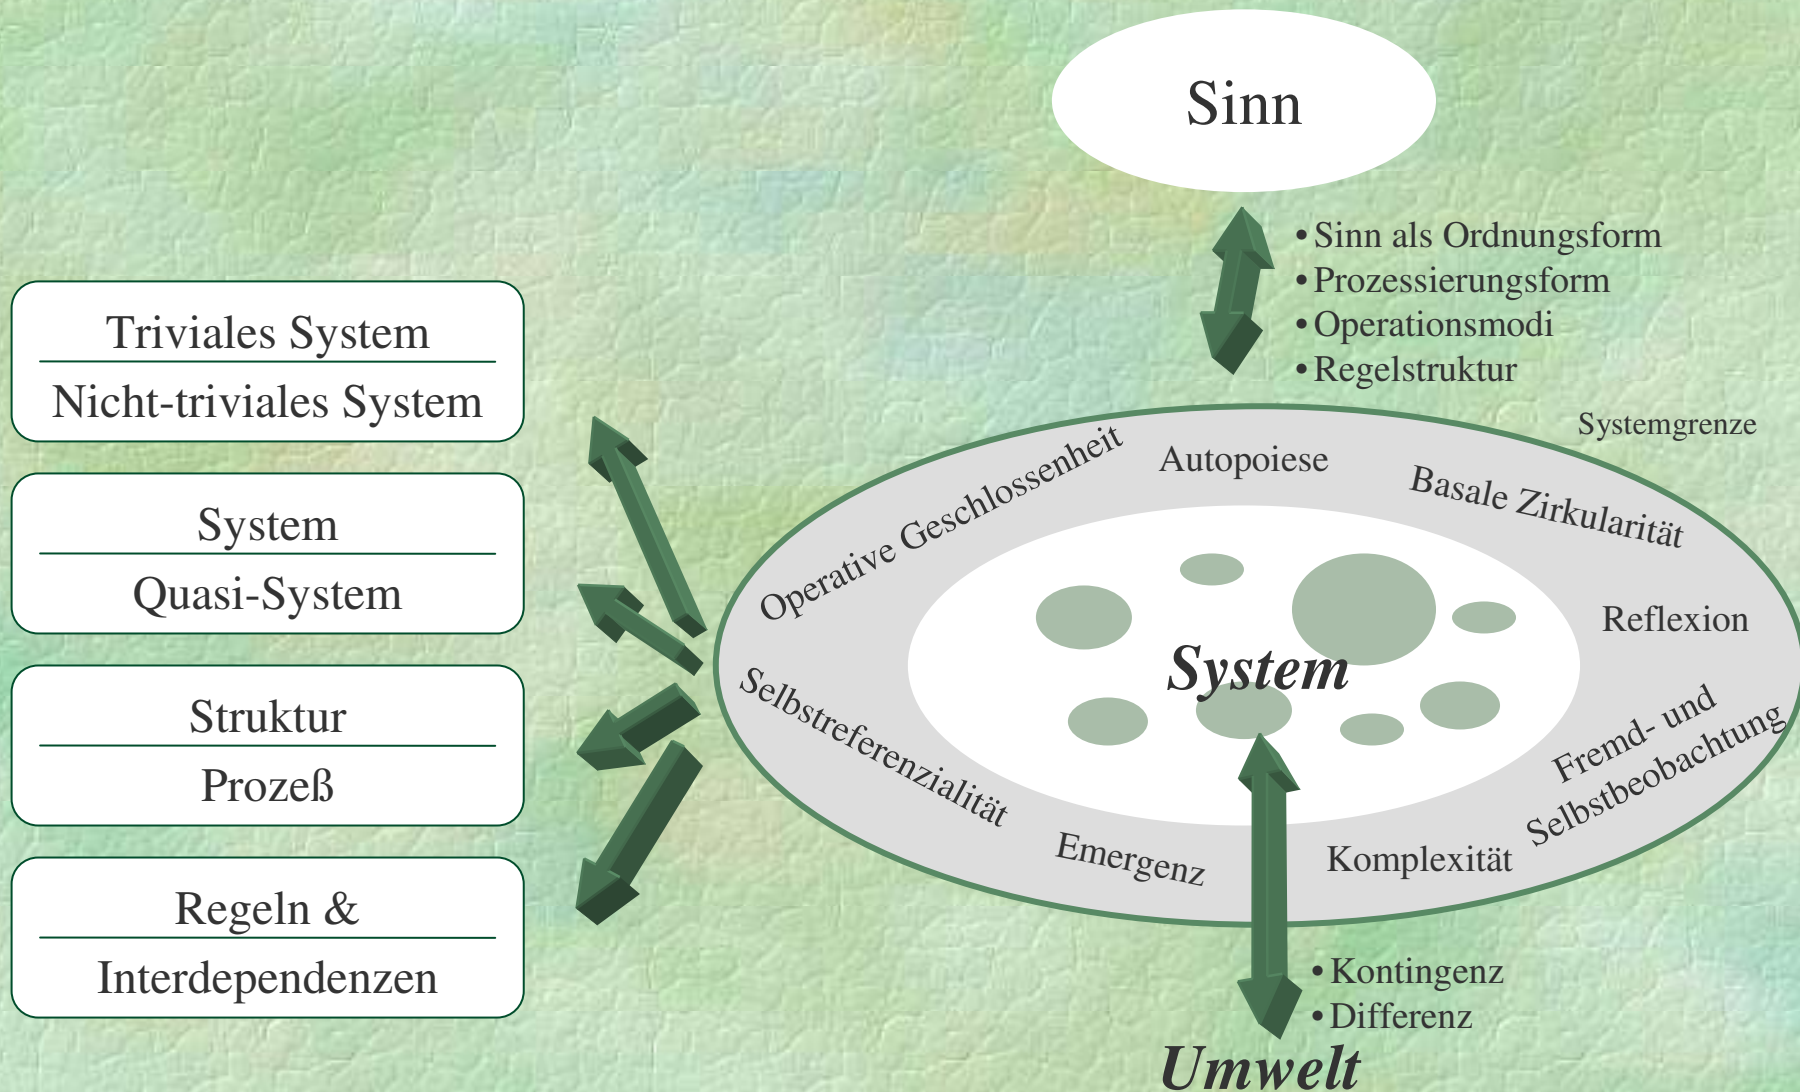 Sinn
• Sinn als Ordnungsform
• Prozessierungsform
• Operationsmodi
• Regelstruktur
Triviales System
Nicht-triviales System
System
Quasi-System
Struktur
Prozeß
Regeln &
Interdependenzen
Systemgrenze
Operative Geschlossenheit
Autopoiese
Basale Zirkularität
Reflexion
System
Selbstreferenzialität
Fremd- und
Selbstbeobachtung
Emergenz
Komplexität
• Kontingenz
• Differenz
Umwelt